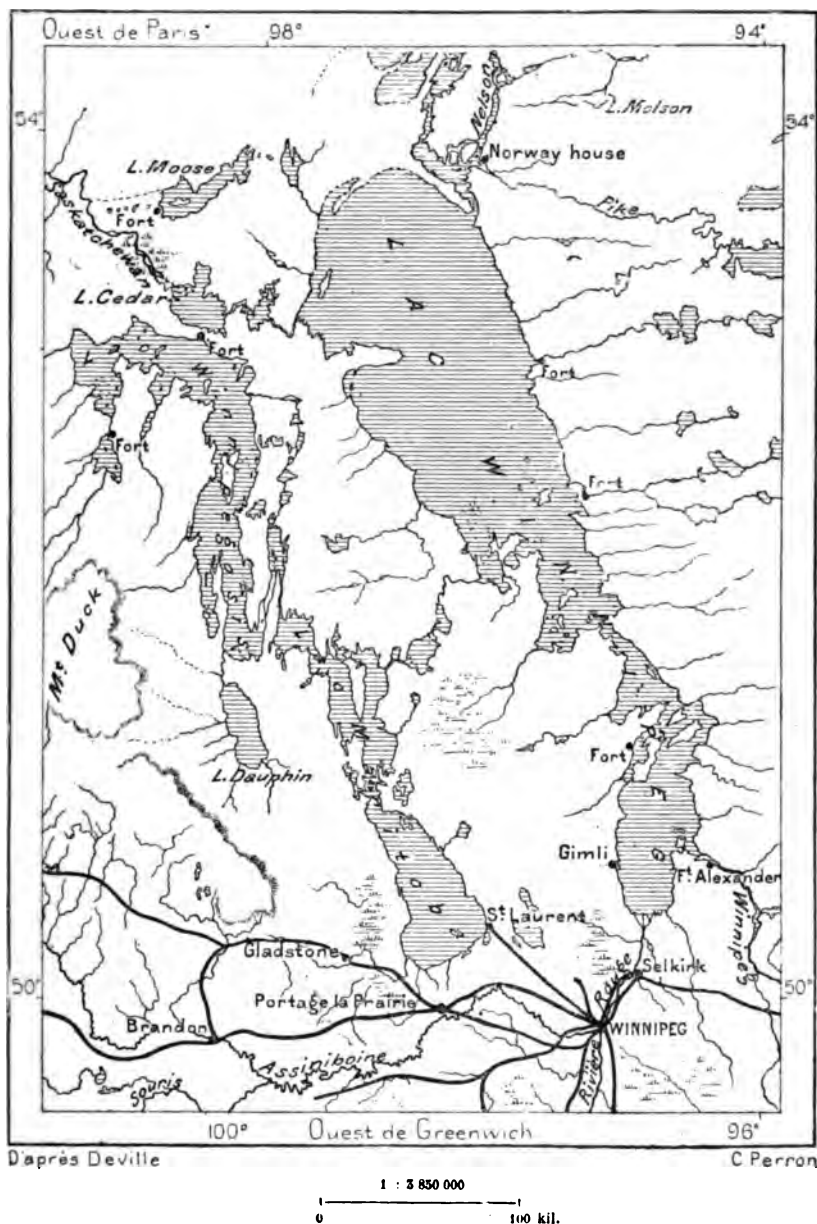 Ouest de Paris
98°
94°
54°
54°
L. Molson
Nelson
Norway house
L. Moose
Pike
Fort
Saskatchewan
L. Cedar
LAC WINNIPEG
Fort
Fort
Fort
Fort
Mt Duck
L. Dauphin
Fort
Gimli
Ft Alexander
Winnipeg
St Laurent
Gladstone
Selkirk
50°
50°
Portage la Prairie
Brandon
WINNIPEG
Rivière Rouge
Assiniboine
Souris
100°
Ouest de Greenwich
96°
D'après Deville
C. Perron
1 : 3 850 000
0
100 kil.